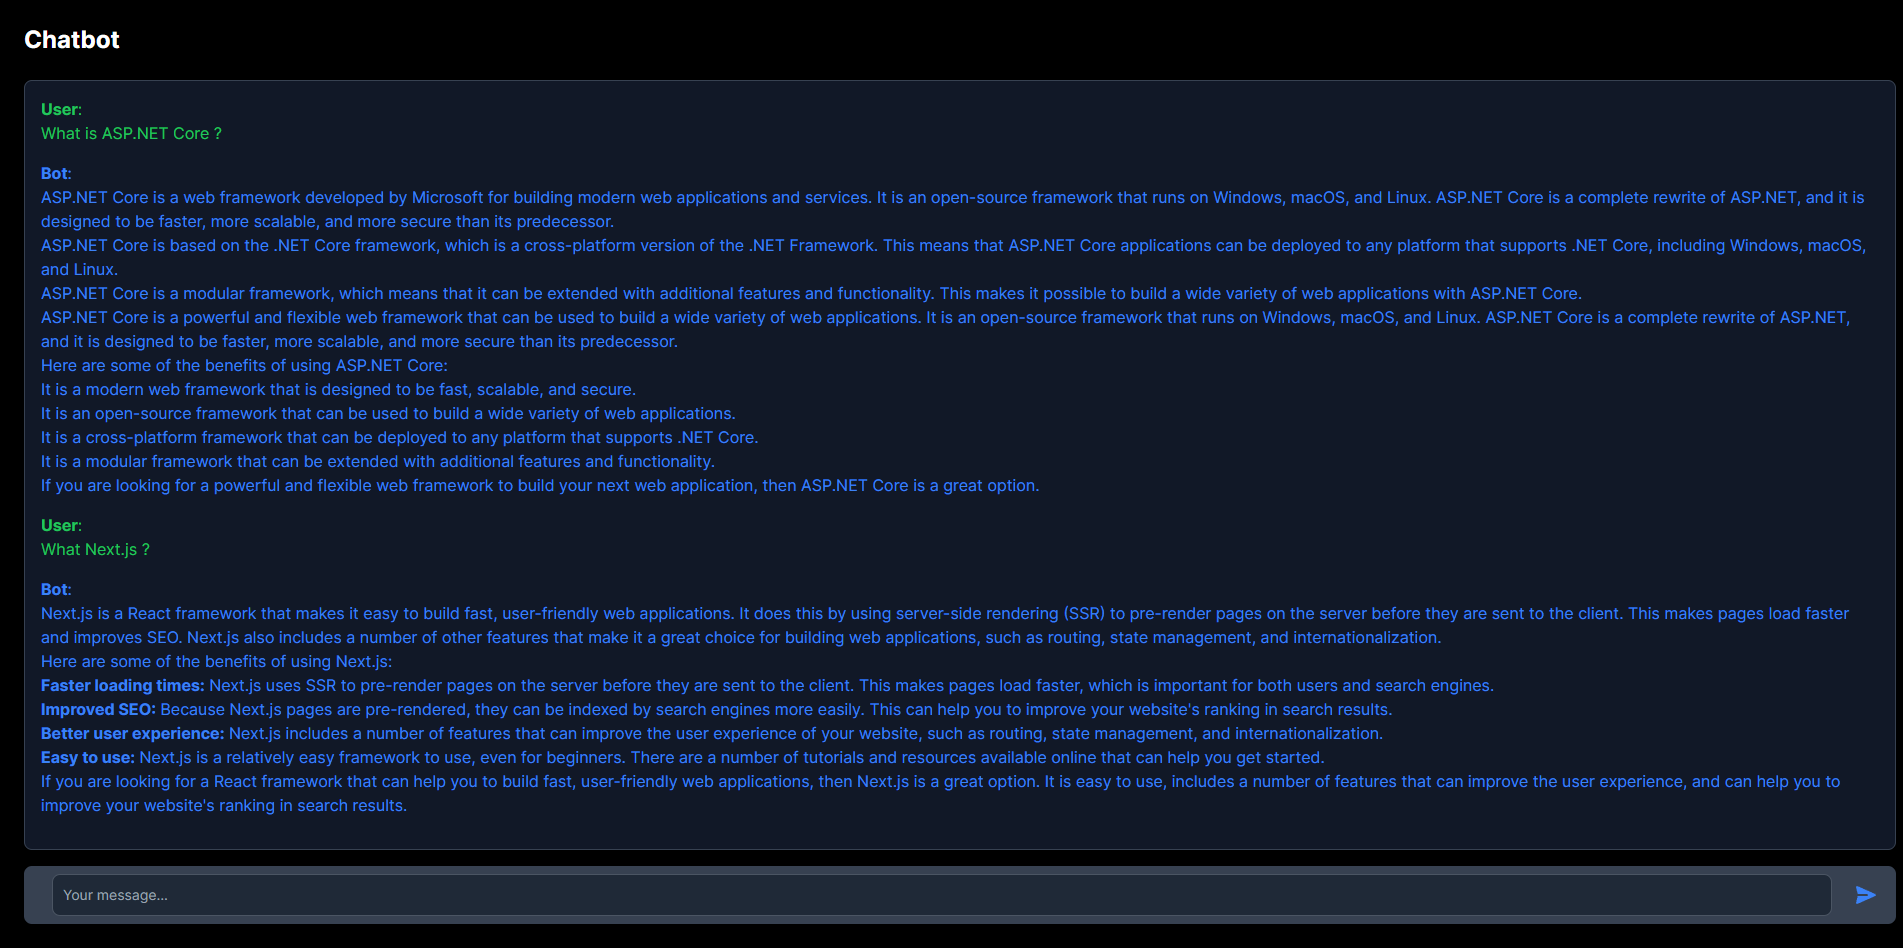 Chatbot
User:
What is ASP.NET Core ?
Bot:
ASP.NET Core is a web framework developed by Microsoft for building modern web applications and services. It is an open-source framework that runs on Windows, macOS, and Linux. ASP.NET Core is a complete rewrite of ASP.NET, and it is
designed to be faster, more scalable, and more secure than its predecessor.
ASP.NET Core is based on the .NET Core framework, which is a cross-platform version of the .NET Framework. This means that ASP.NET Core applications can be deployed to any platform that supports .NET Core, including Windows, macOS,
and Linux.
ASP.NET Core is a modular framework, which means that it can be extended with additional features and functionality. This makes it possible to build a wide variety of web applications with ASP.NET Core.
ASP.NET Core is a powerful and flexible web framework that can be used to build a wide variety of web applications. It is an open-source framework that runs on Windows, macOS, and Linux. ASP.NET Core is a complete rewrite of ASP.NET,
and it is designed to be faster, more scalable, and more secure than its predecessor.
Here are some of the benefits of using ASP.NET Core:
It is a modern web framework that is designed to be fast, scalable, and secure.
It is an open-source framework that can be used to build a wide variety of web applications.
It is a cross-platform framework that can be deployed to any platform that supports .NET Core.
It is a modular framework that can be extended with additional features and functionality.
If you are looking for a powerful and flexible web framework to build your next web application, then ASP.NET Core is a great option.
User:
What Next.js ?
Bot:
Next.js is a React framework that makes it easy to build fast, user-friendly web applications. It does this by using server-side rendering (SSR) to pre-render pages on the server before they are sent to the client. This makes pages load faster
and improves SEO. Next.js also includes a number of other features that make it a great choice for building web applications, such as routing, state management, and internationalization.
Here are some of the benefits of using Next.js:
Faster loading times: Next.js uses SSR to pre-render pages on the server before they are sent to the client. This makes pages load faster, which is important for both users and search engines.
Improved SEO: Because Next.js pages are pre-rendered, they can be indexed by search engines more easily. This can help you to improve your website's ranking in search results.
Better user experience: Next.js includes a number of features that can improve the user experience of your website, such as routing, state management, and internationalization.
Easy to use: Next.js is a relatively easy framework to use, even for beginners. There are a number of tutorials and resources available online that can help you get started.
If you are looking for a React framework that can help you to build fast, user-friendly web applications, then Next.js is a great option. It is easy to use, includes a number of features that can improve the user experience, and can help you to
improve your website's ranking in search results.
Your message...